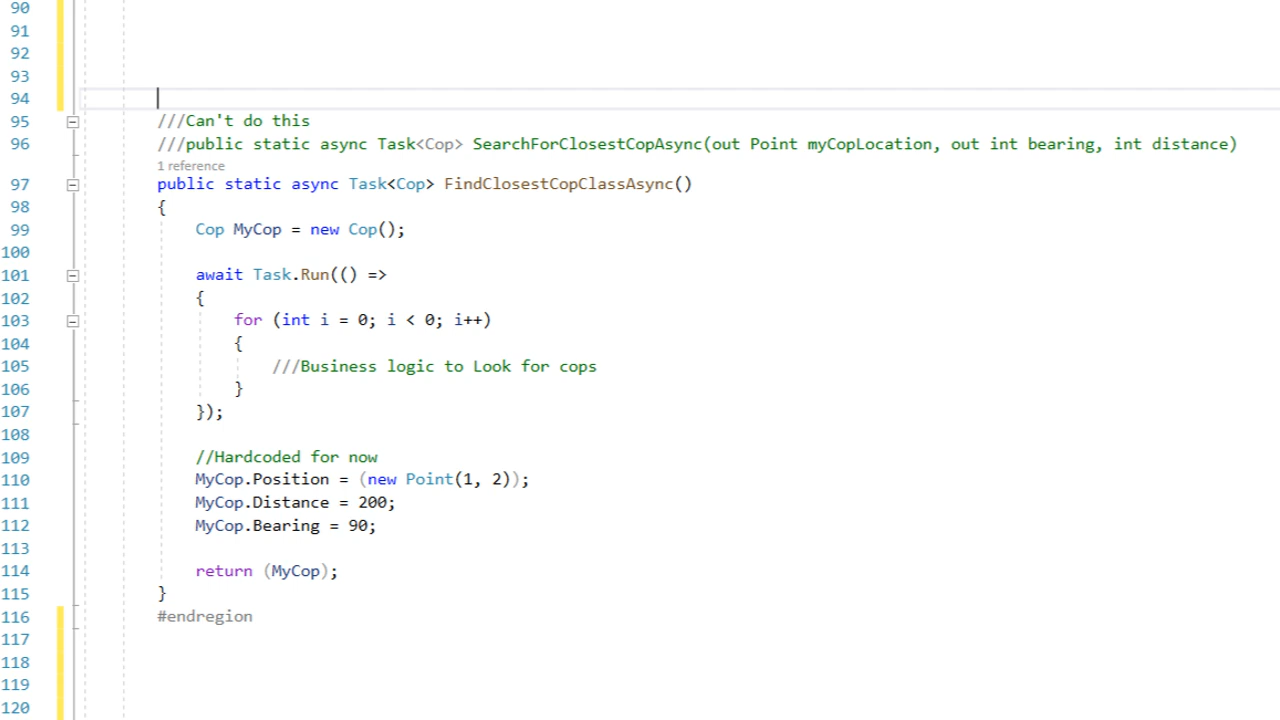 90
91
92
93
94
95 ///Can't do this
96 ///public static async Task<Cop> SearchForClosestCopAsync(out Point myCopLocation, out int bearing, int distance)
1 reference
97 public static async Task<Cop> FindClosestCopClassAsync()
98 {
99 Cop MyCop = new Cop();
100
101 await Task.Run(() =>
102 {
103 for (int i = 0; i < 0; i++)
104 {
105 ///Business logic to Look for cops
106 }
107 });
108
109 //Hardcoded for now
110 MyCop.Position = (new Point(1, 2));
111 MyCop.Distance = 200;
112 MyCop.Bearing = 90;
113
114 return (MyCop);
115 }
116 #endregion
117
118
119
120